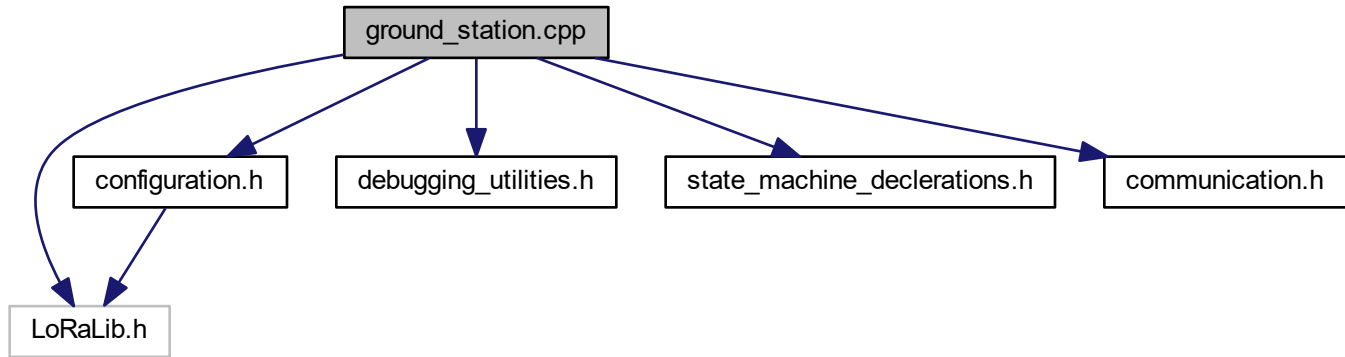 ground_station.cpp
configuration.h
debugging_utilities.h
state_machine_declerations.h
communication.h
LoRaLib.h